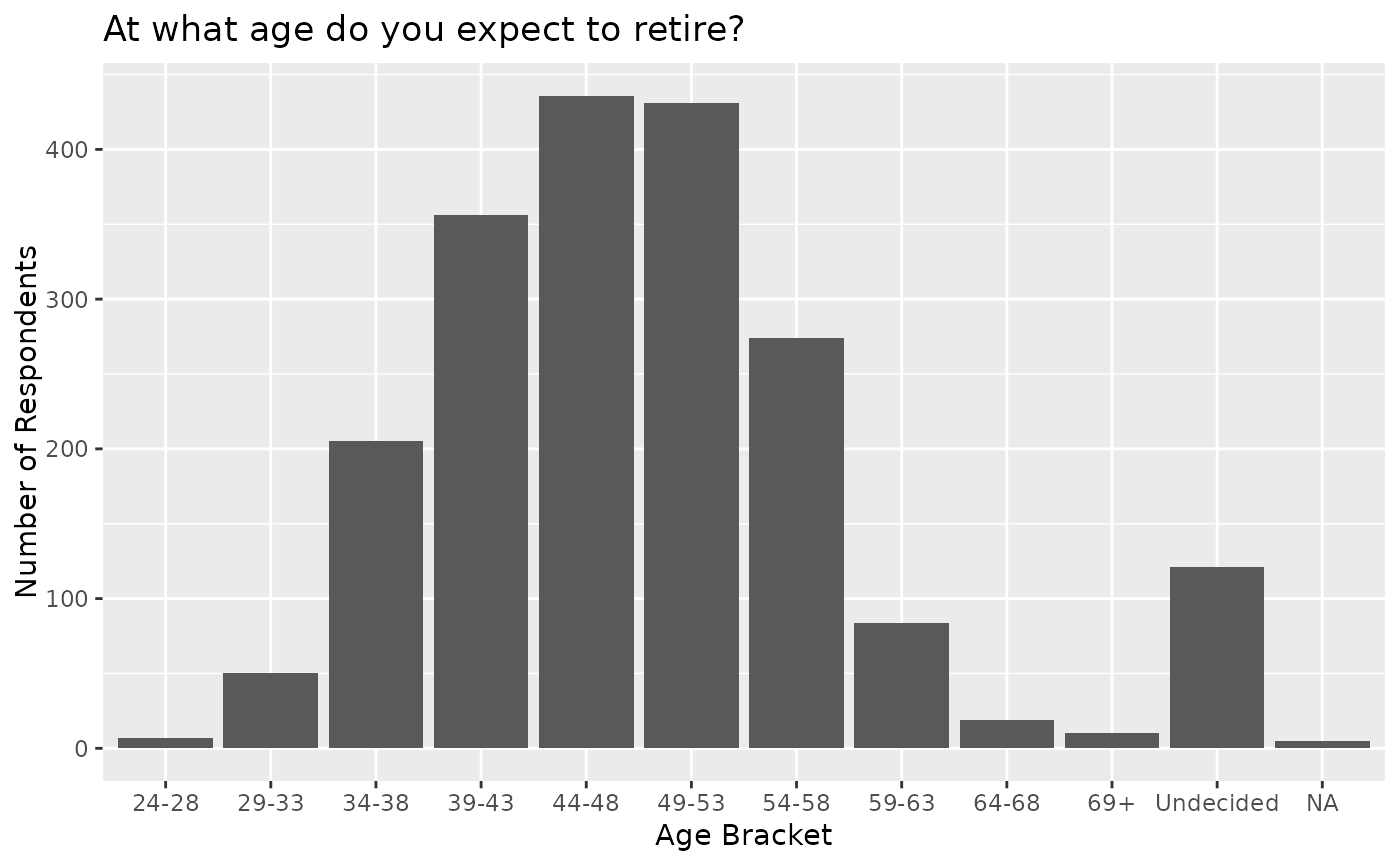 At what age do you expect to retire?
Number of Respondents
400
300
200
100
0
24-28 29-33 34-38 39-43 44-48 49-53 54-58 59-63 64-68 69+ Undecided NA
Age Bracket